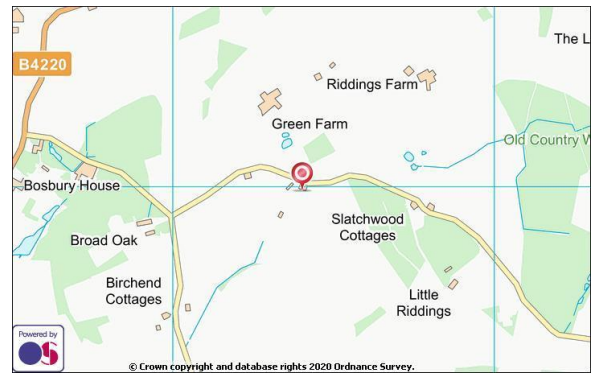 The L
B4220
Riddings Farm
Green Farm
Old Country W
Bosbury House
Slatchwood
Cottages
Broad Oak
Birchend
Cottages
Little
Riddings
Powered by
OS
© Crown copyright and database rights 2020 Ordnance Survey.